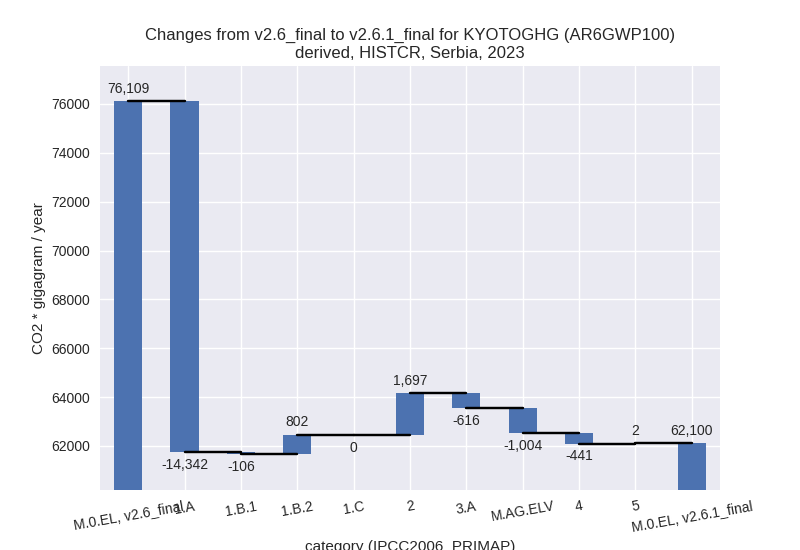 Changes from v2.6_final to v2.6.1_final for KYOTOGHG (AR6GWP100)
derived, HISTCR, Serbia, 2023
CO2 * gigagram / year
76000
74000
72000
70000
68000
66000
64000
62000
76,109
-14,342
-106
802
0
1,697
-616
-1,004
-441
2
62,100
M.0.EL, v2.6_final
1.A
1.B.1
1.B.2
1.C
2
3.A
M.AG.ELV
4
5
M.0.EL, v2.6.1_final
category (IPCC2006_PRIMAP)